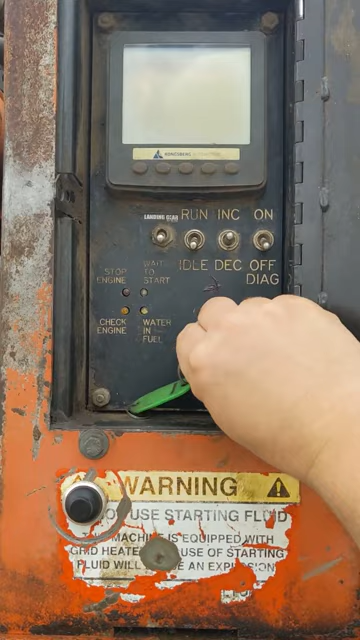 LANDING GEAR RUN INC ON
IDLE DEC OFF
DIAG
STOP
ENGINE
WAIT
TO
START
CHECK
ENGINE
WATER
IN
FUEL
WARNING
USE STARTING FLUID
MACHINE IS EQUIPPED WITH
GRID HEATER USE OF STARTING
FLUID WILL AN EXPLOSION